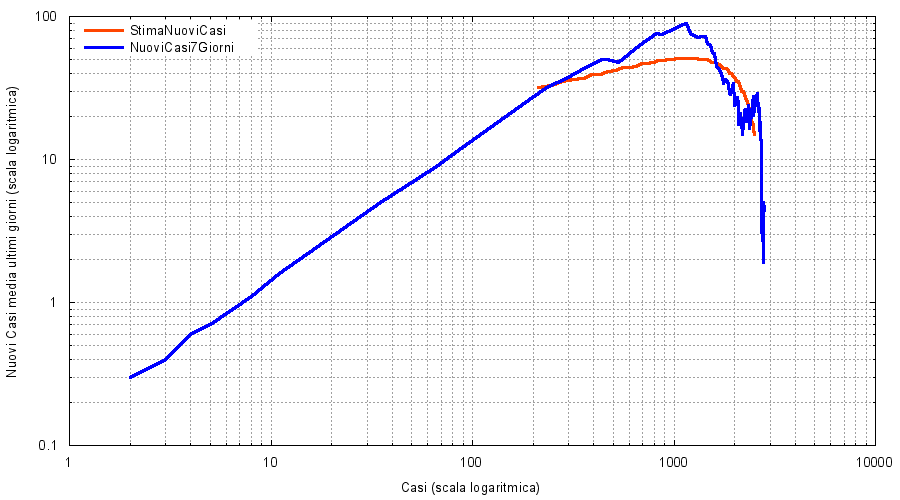 100
10
1
0.1
Nuovi Casi media ultimi giorni (scala logaritmica)
StimaNuoviCasi
NuoviCasi7Giorni
1 10 100 1000 10000
Casi (scala logaritmica)